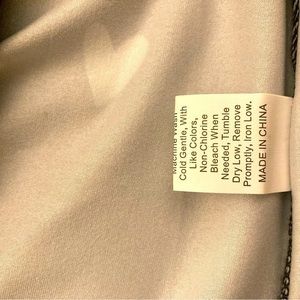 Machine Wash
Cold Gentle, With
Like Colors,
Non-Chlorine
Bleach When
Needed, Tumble
Dry Low, Remove
Promptly, Iron Low.
MADE IN CHINA